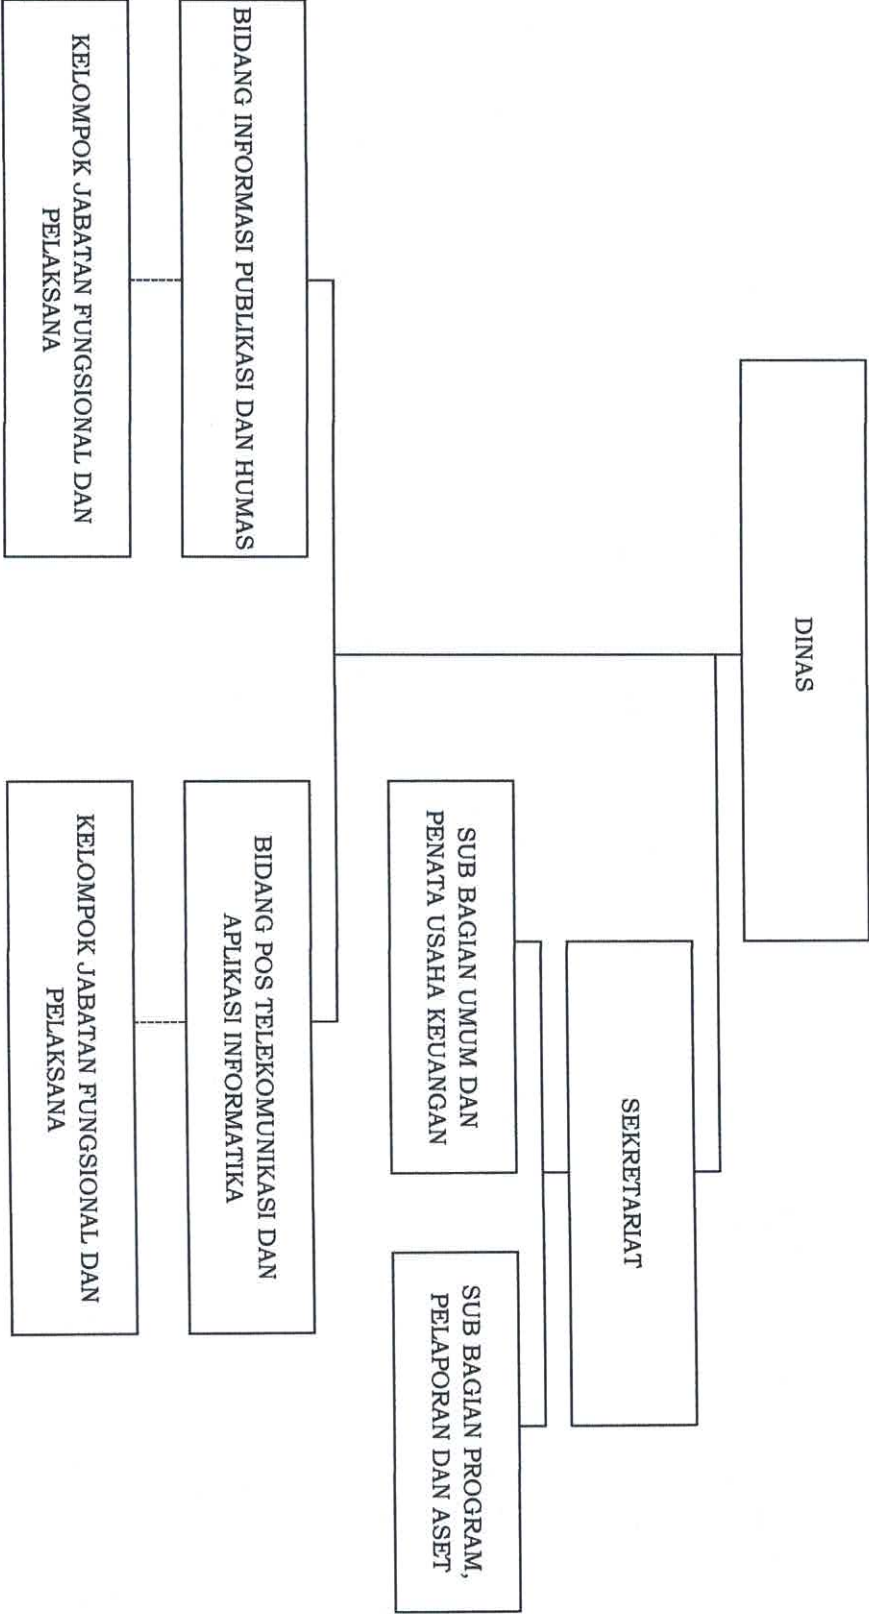 DINAS
SEKRETARIAT
SUB BAGIAN UMUM DAN
PENATA USAHA KEUANGAN
SUB BAGIAN PROGRAM,
PELAPORAN DAN ASET
BIDANG INFORMASI PUBLIKASI DAN HUMAS
BIDANG POS TELEKOMUNIKASI DAN
APLIKASI INFORMATIKA
KELOMPOK JABATAN FUNGSIONAL DAN
PELAKSANA
KELOMPOK JABATAN FUNGSIONAL DAN
PELAKSANA